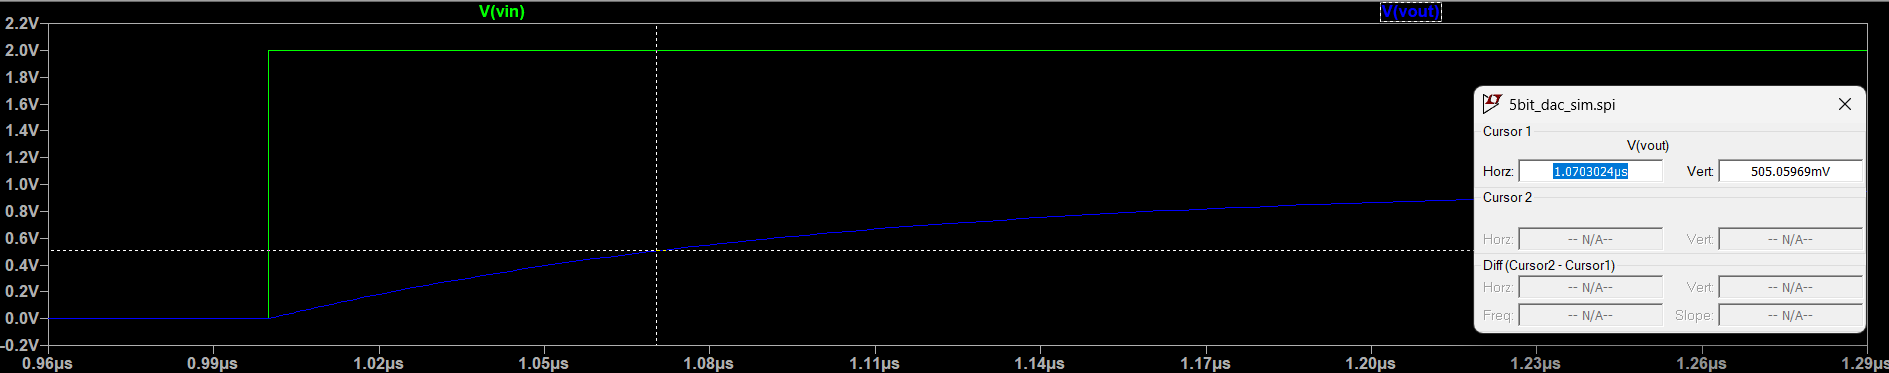 V(vin)
V(vout)
2.2V
2.0V
1.8V
1.6V
1.4V
1.2V
1.0V
0.8V
0.6V
0.4V
0.2V
0.0V
-0.2V
0.96µs
0.99µs
1.02µs
1.05µs
1.08µs
1.11µs
1.14µs
1.17µs
1.20µs
1.23µs
1.26µs
1.29µs
5bit_dac_sim.spi
Cursor 1
V(vout)
Horz: 1.0703024µs Vert: 505.05969mV
Cursor 2
Horz: -- N/A-- Vert: -- N/A--
Diff (Cursor2 - Cursor1)
Horz: -- N/A-- Vert: -- N/A--
Freq: -- N/A-- Slope: -- N/A--